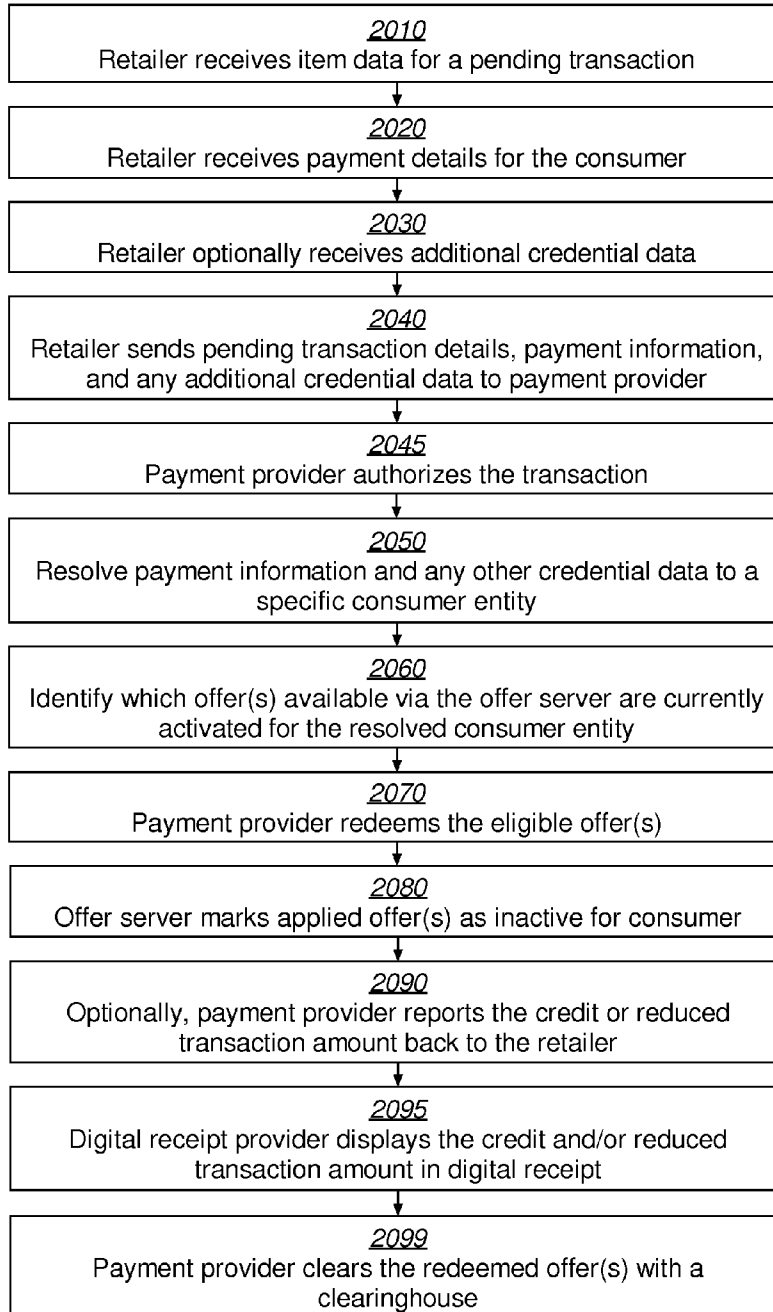 2010
Retailer receives item data for a pending transaction
2020
Retailer receives payment details for the consumer
2030
Retailer optionally receives additional credential data
2040
Retailer sends pending transaction details, payment information,
and any additional credential data to payment provider
2045
Payment provider authorizes the transaction
2050
Resolve payment information and any other credential data to a
specific consumer entity
2060
Identify which offer(s) available via the offer server are currently
activated for the resolved consumer entity
2070
Payment provider redeems the eligible offer(s)
2080
Offer server marks applied offer(s) as inactive for consumer
2090
Optionally, payment provider reports the credit or reduced
transaction amount back to the retailer
2095
Digital receipt provider displays the credit and/or reduced
transaction amount in digital receipt
2099
Payment provider clears the redeemed offer(s) with a
clearinghouse